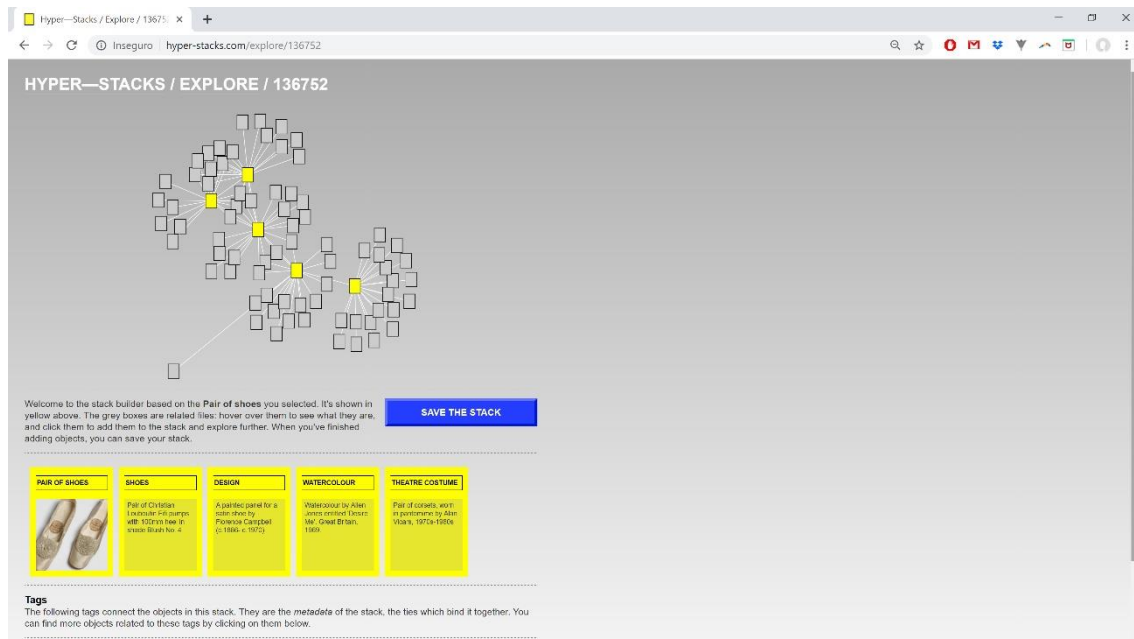 Hyper—Stacks / Explore / 1367
Inseguro hyper-stacks.com/explore/136752
HYPER—STACKS / EXPLORE / 136752
Welcome to the stack builder based on the Pair of shoes you selected. It's shown in
yellow above. The grey boxes are related files: hover over them to see what they are,
and click them to add them to the stack and explore further. When you've finished
adding objects, you can save your stack.
SAVE THE STACK
PAIR OF SHOES
SHOES
Pair of Christian
Louboutin Fifi pumps
with 100mm heel in
shade Blush No. 4
DESIGN
A painted panel for a
satin shoe by
Florence Campbell
(c.1866- c.1970)
WATERCOLOUR
Watercolour by Allen
Jones entitled 'Desire
Me'. Great Britain,
1969.
THEATRE COSTUME
Pair of corsets, worn
in pantomime by
Vicars, 1970s-1980s
Tags
The following tags connect the objects in this stack. They are the metadata of the stack, the ties which bind it together. You
can find more objects related to these tags by clicking on them below.